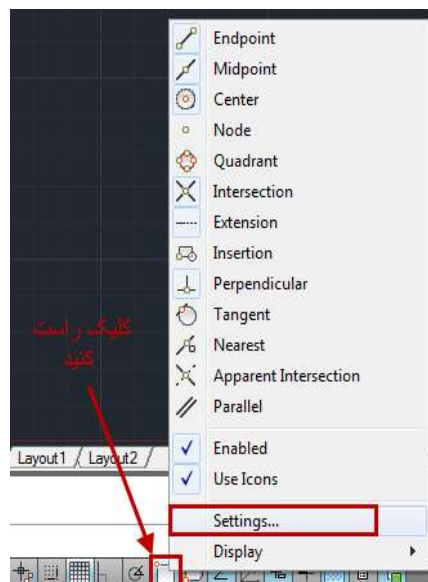 Endpoint
Midpoint
Center
Node
Quadrant
Intersection
Extension
Insertion
Perpendicular
Tangent
Nearest
Apparent Intersection
Parallel
Enabled
Use Icons
Settings...
Display
کلیک راست
کنید
Layout1 / Layout2 /